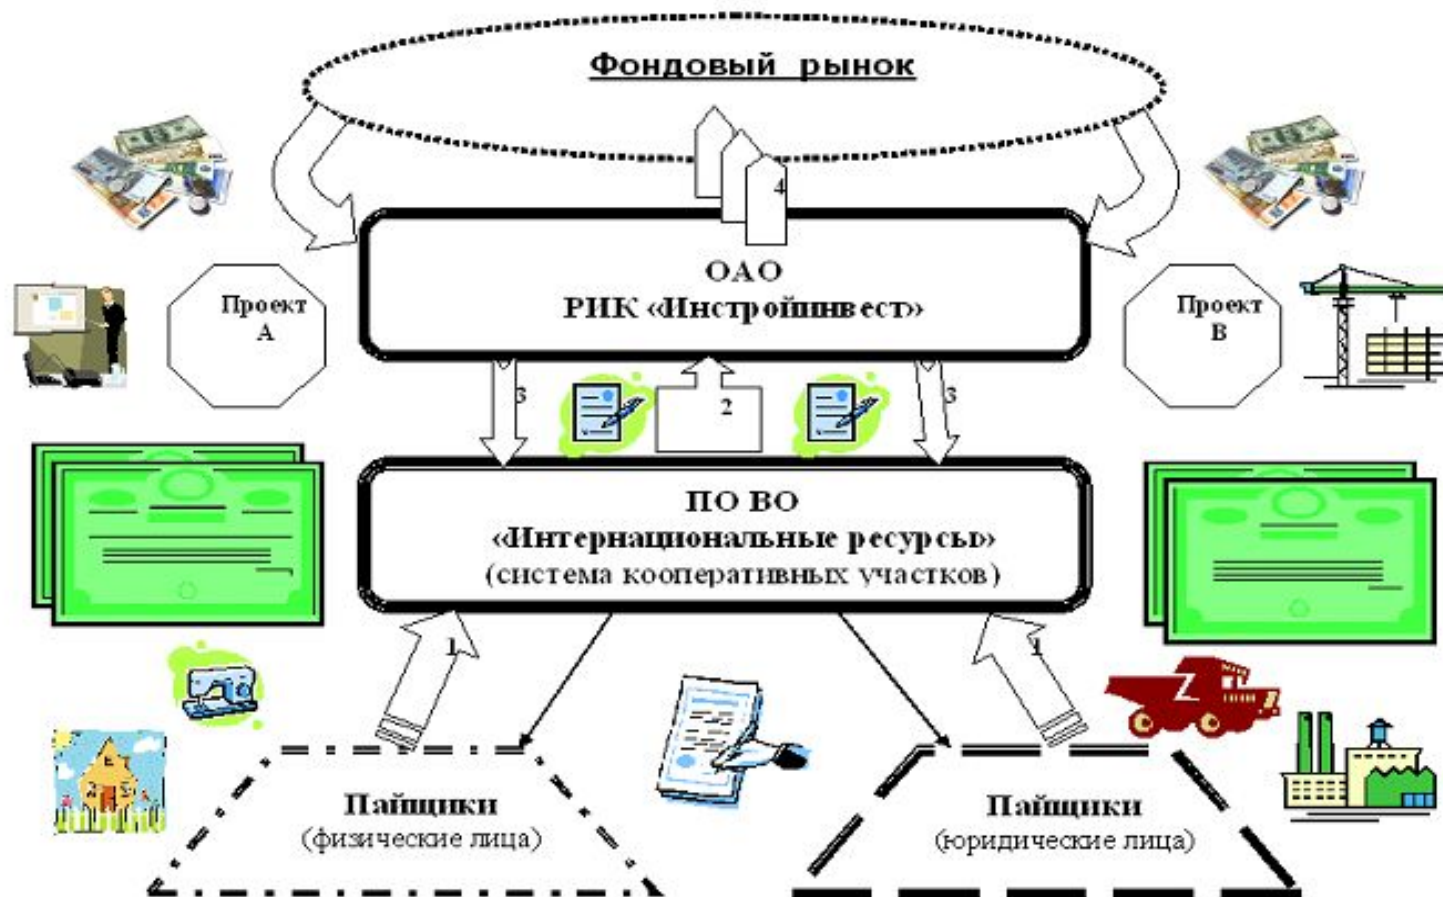 Фондовый рынок
4
ОАО
РИК «Инстройинвест»
Проект
А
Проект
В
3
2
3
ПО ВО
«Интернациональные ресурсы»
(система кооперативных участков)
1
1
Пайщики
(физические лица)
Пайщики
(юридические лица)